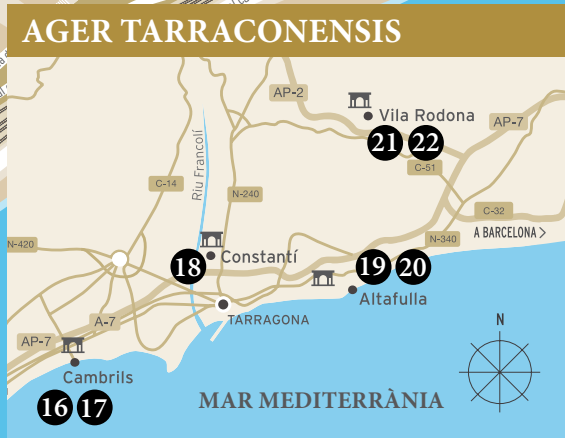 AGER TARRACONENSIS
AP-2
Vila Rodona
21 22
AP-7
Riu Francolí
C-14
N-240
C-51
C-32
A BARCELONA >
N-420
N-340
18
Constantí
19 20
Altafulla
TARRAGONA
A-7
AP-7
Cambrils
16 17
N
MAR MEDITERRÀNIA